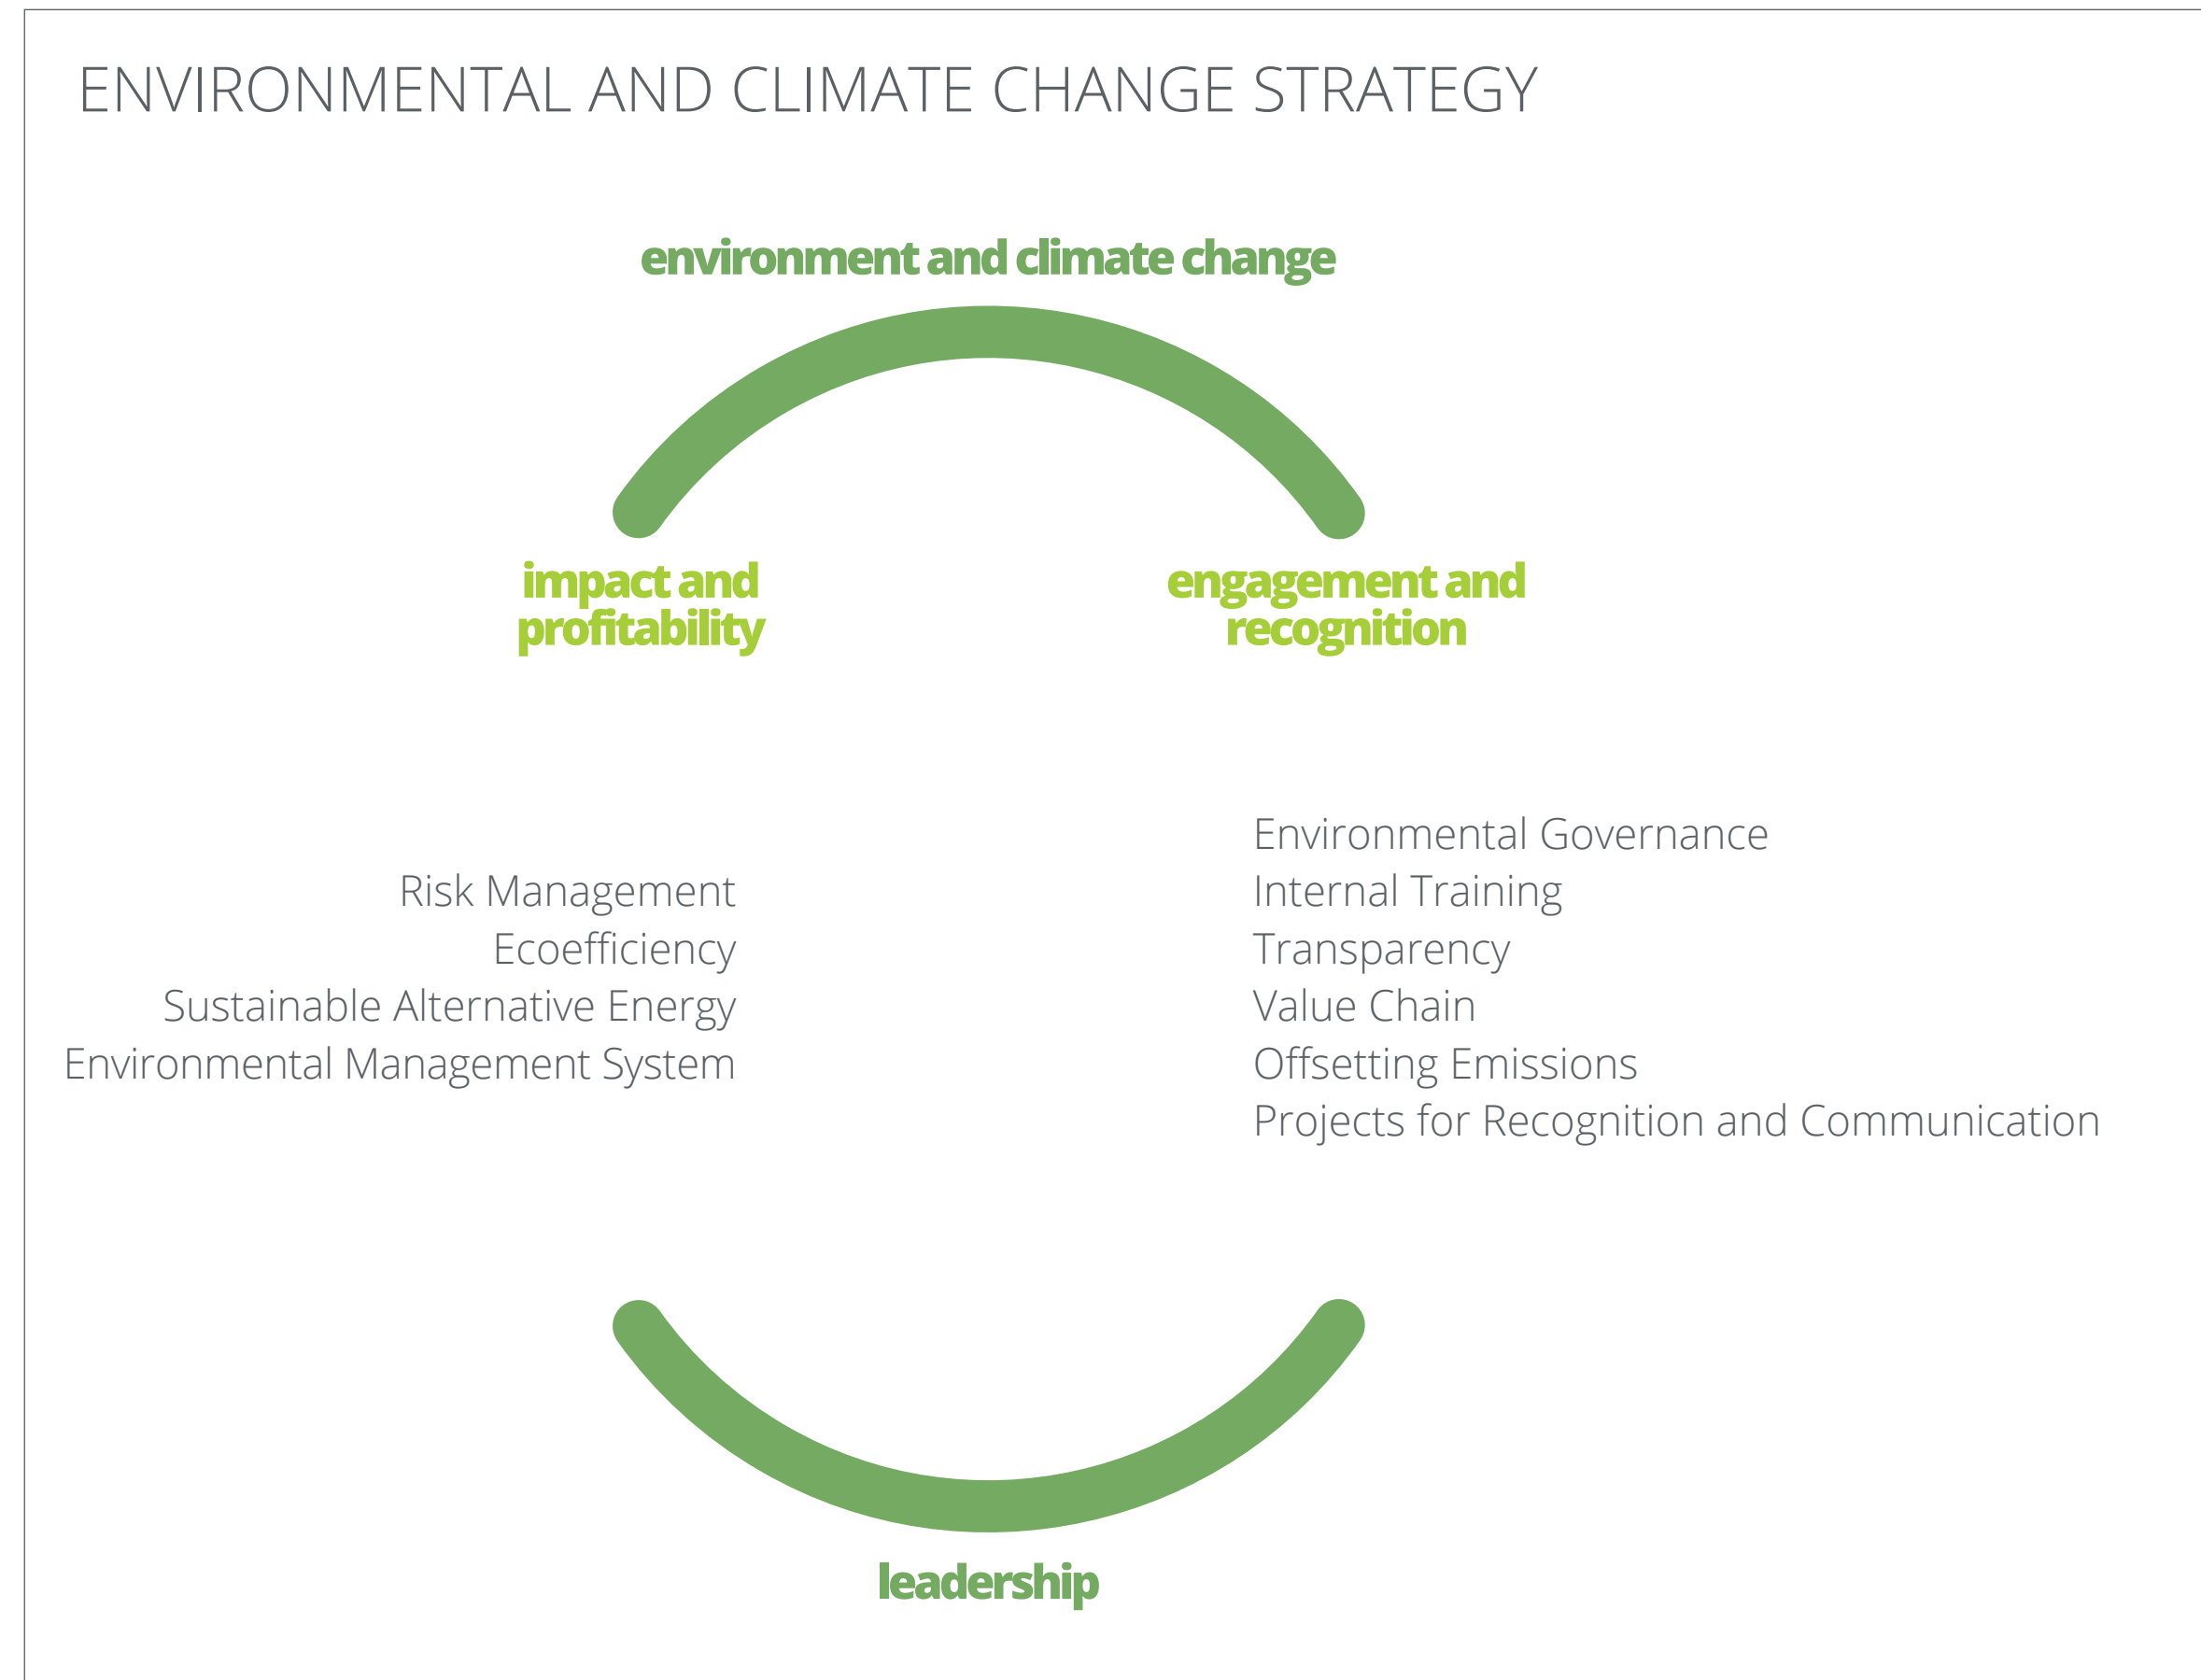 ENVIRONMENTAL AND CLIMATE CHANGE STRATEGY
environment and climate change
impact and
profitability
engagement and
recognition
Risk Management
Ecoefficiency
Sustainable Alternative Energy
Environmental Management System
Environmental Governance
Internal Training
Transparency
Value Chain
Offsetting Emissions
Projects for Recognition and Communication
leadership